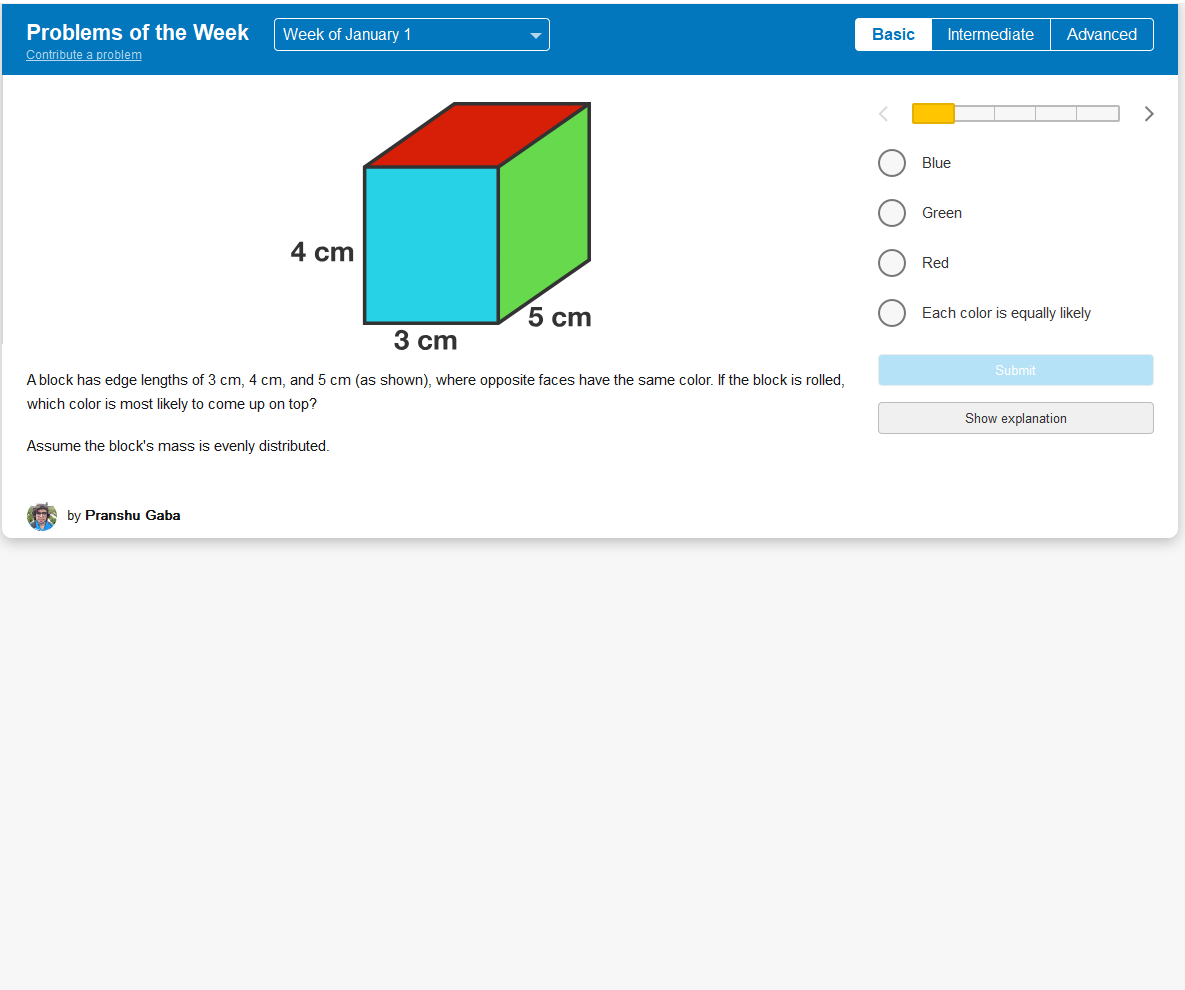 Problems of the Week
Contribute a problem
Week of January 1
Basic
Intermediate
Advanced
4 cm
3 cm
5 cm
A block has edge lengths of 3 cm, 4 cm, and 5 cm (as shown), where opposite faces have the same color. If the block is rolled,
which color is most likely to come up on top?
Assume the block's mass is evenly distributed.
by Pranshu Gaba
Blue
Green
Red
Each color is equally likely
Submit
Show explanation